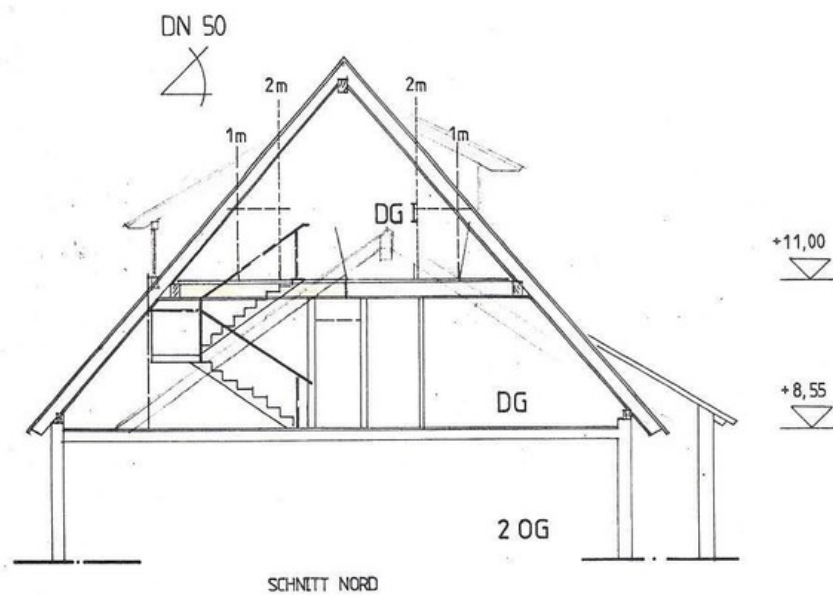 DN 50
2m
2m
1m
1m
DG I
+11,00
DG
+8,55
2 OG
SCHNITT NORD